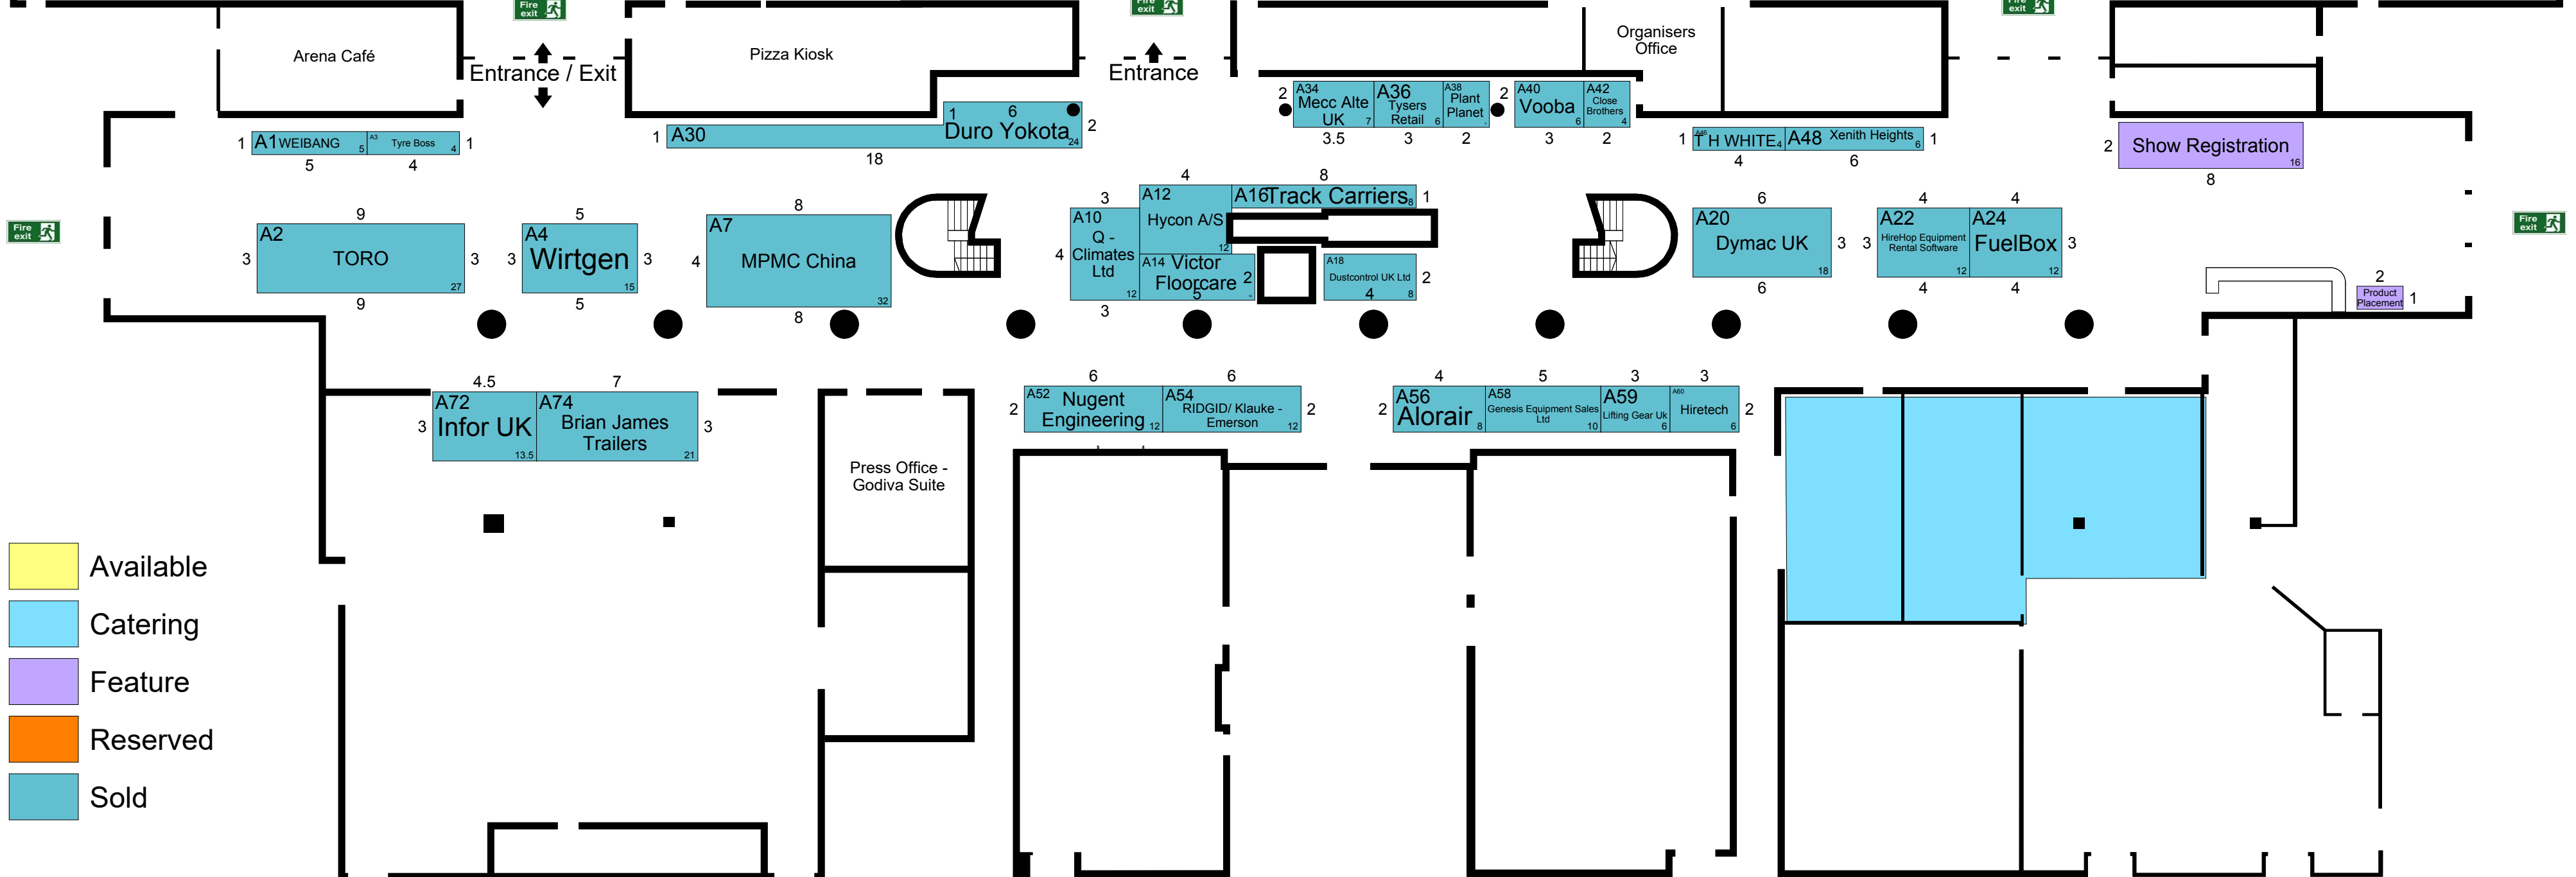 Fire exit
Fire exit
Fire exit
Arena Café
Entrance / Exit
Pizza Kiosk
Entrance
Organisers
Office
1 A1 WEIBANG 5 A3 Tyre Boss 4 1
5 4
1 A30 1 6 Duro Yokota 24 2
18
2 A34 Mecc Alte UK 7 A36 Tysers Retail 6 A38 Plant Planet 2
3.5 3 2
A40 Vooba 6 A42 Close Brothers 4
3 2
1 A46 T H WHITE 4 A48 Xenith Heights 6 1
4 6
2 Show Registration 16
8
Fire exit
9
3 A2 TORO 27 3
9
5
3 A4 Wirtgen 15 3
5
8
4 A7 MPMC China 32
8
3
4 A10 Q - Climates Ltd 12
3
4
A12 Hycon A/S 12
8
A16 Track Carriers 8 1
A14 Victor Floorcare 2
5
A18 Dustcontrol UK Ltd 8 2
4
6
A20 Dymac UK 18 3
6
4 4
3 A22 HireHop Equipment Rental Software 12 A24 FuelBox 12 3
4 4
Fire exit
2
Product Placement 1
4.5 7
3 A72 Infor UK 13.5 A74 Brian James Trailers 21 3
6 6
2 A52 Nugent Engineering 12 A54 RIDGID/ Klauke - Emerson 12 2
4 5 3 3
2 A56 Alorair 8 A58 Genesis Equipment Sales Ltd 10 A59 Lifting Gear Uk 6 A60 Hiretech 6 2
Press Office -
Godiva Suite
Available
Catering
Feature
Reserved
Sold